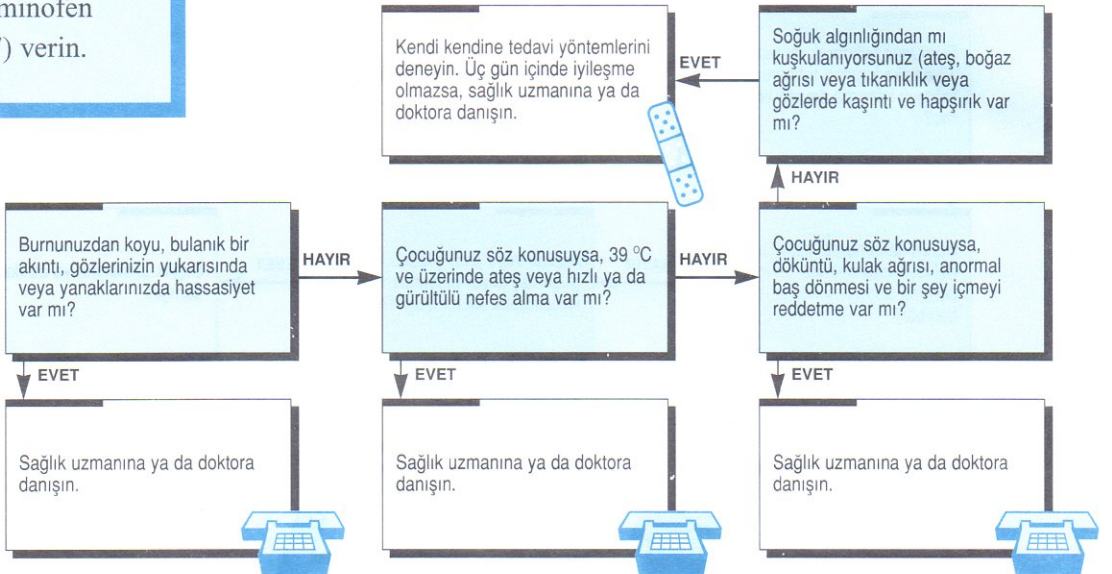 minofen
) verin.
Kendi kendine tedavi yöntemlerini
deneyin. Üç gün içinde iyileşme
olmazsa, sağlık uzmanına ya da
doktora danışın.
EVET
Soğuk algınlığından mı
kuşkulanıyorsunuz (ateş, boğaz
ağrısı veya tıkanıklık veya
gözlerde kaşıntı ve hapşırık var
mı?
HAYIR
Burnunuzdan koyu, bulanık bir
akıntı, gözlerinizin yukarısında
veya yanaklarınızda hassasiyet
var mı?
HAYIR
Çocuğunuz söz konusuysa, 39 °C
ve üzerinde ateş veya hızlı ya da
gürültülü nefes alma var mı?
HAYIR
Çocuğunuz söz konusuysa,
döküntü, kulak ağrısı, anormal
baş dönmesi ve bir şey içmeyi
reddetme var mı?
EVET
EVET
EVET
Sağlık uzmanına ya da doktora
danışın.
Sağlık uzmanına ya da doktora
danışın.
Sağlık uzmanına ya da doktora
danışın.